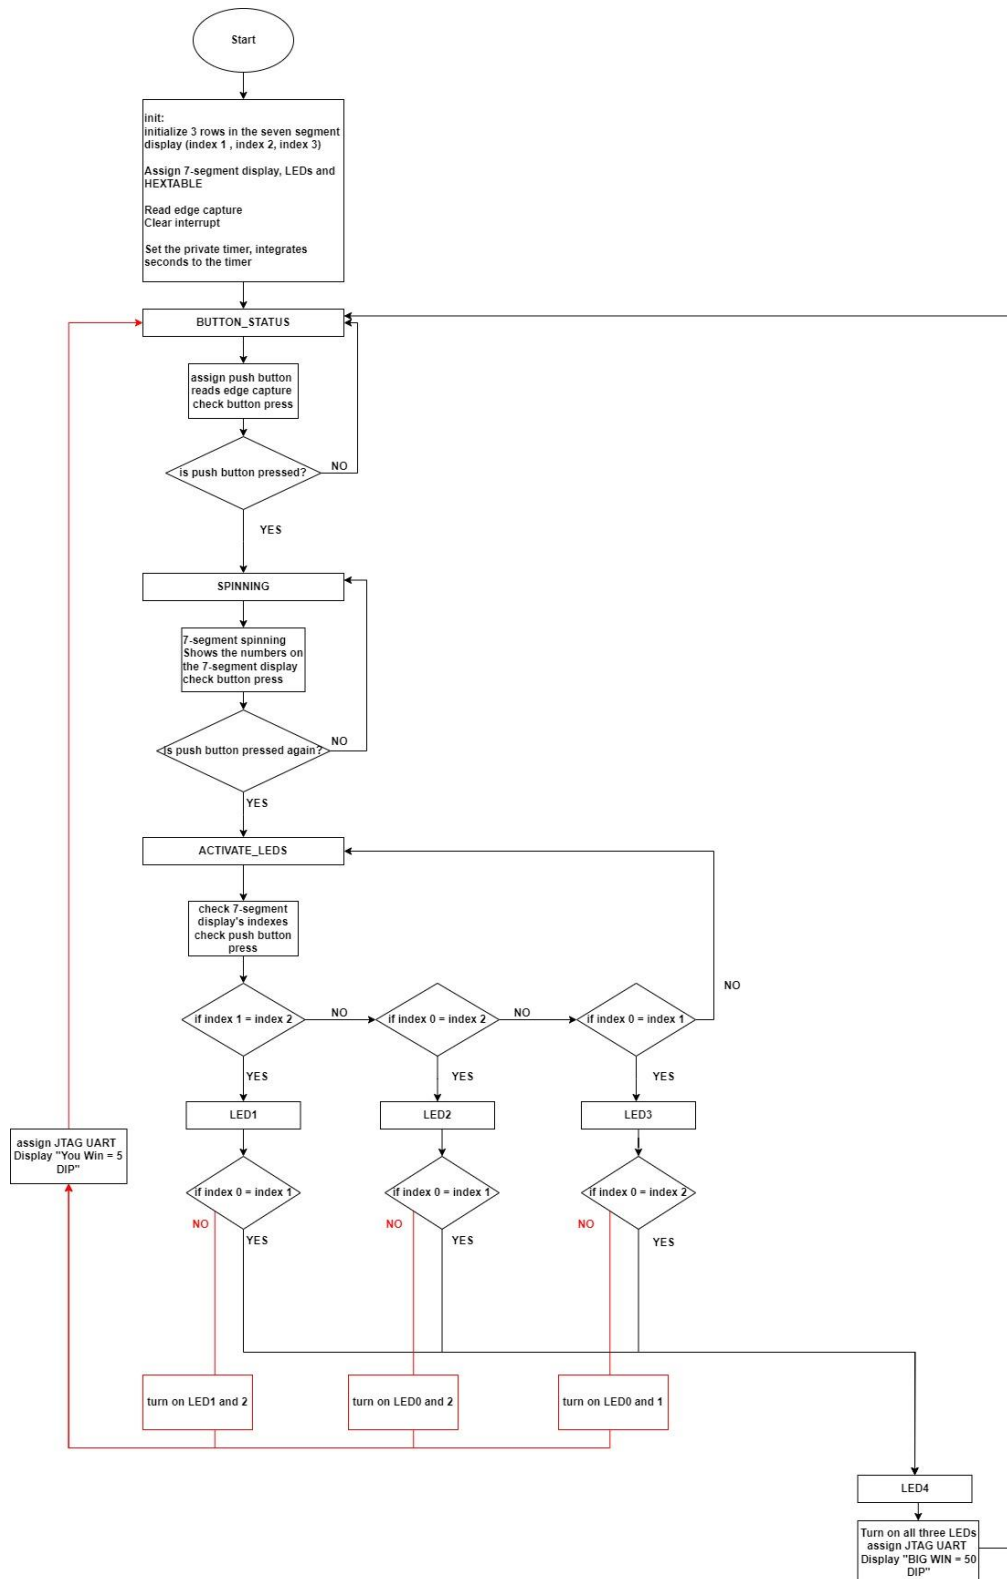 Start
init:
initialize 3 rows in the seven segment
display (index 1 , index 2, index 3)
Assign 7-segment display, LEDs and
HEXTABLE
Read edge capture
Clear interrupt
Set the private timer, integrates
seconds to the timer
BUTTON_STATUS
assign push button
reads edge capture
check button press
is push button pressed?
NO
YES
SPINNING
7-segment spinning
Shows the numbers on
the 7-segment display
check button press
Is push button pressed again?
NO
YES
ACTIVATE_LEDS
check 7-segment
display's indexes
check push button
press
NO
if index 1 = index 2
NO
if index 0 = index 2
NO
if index 0 = index 1
YES
YES
YES
LED1
LED2
LED3
assign JTAG UART
Display "You Win = 5
DIP"
if index 0 = index 1
if index 0 = index 1
if index 0 = index 2
NO
YES
NO
YES
NO
YES
turn on LED1 and 2
turn on LED0 and 2
turn on LED0 and 1
LED4
Turn on all three LEDs
assign JTAG UART
Display "BIG WIN = 50
DIP"